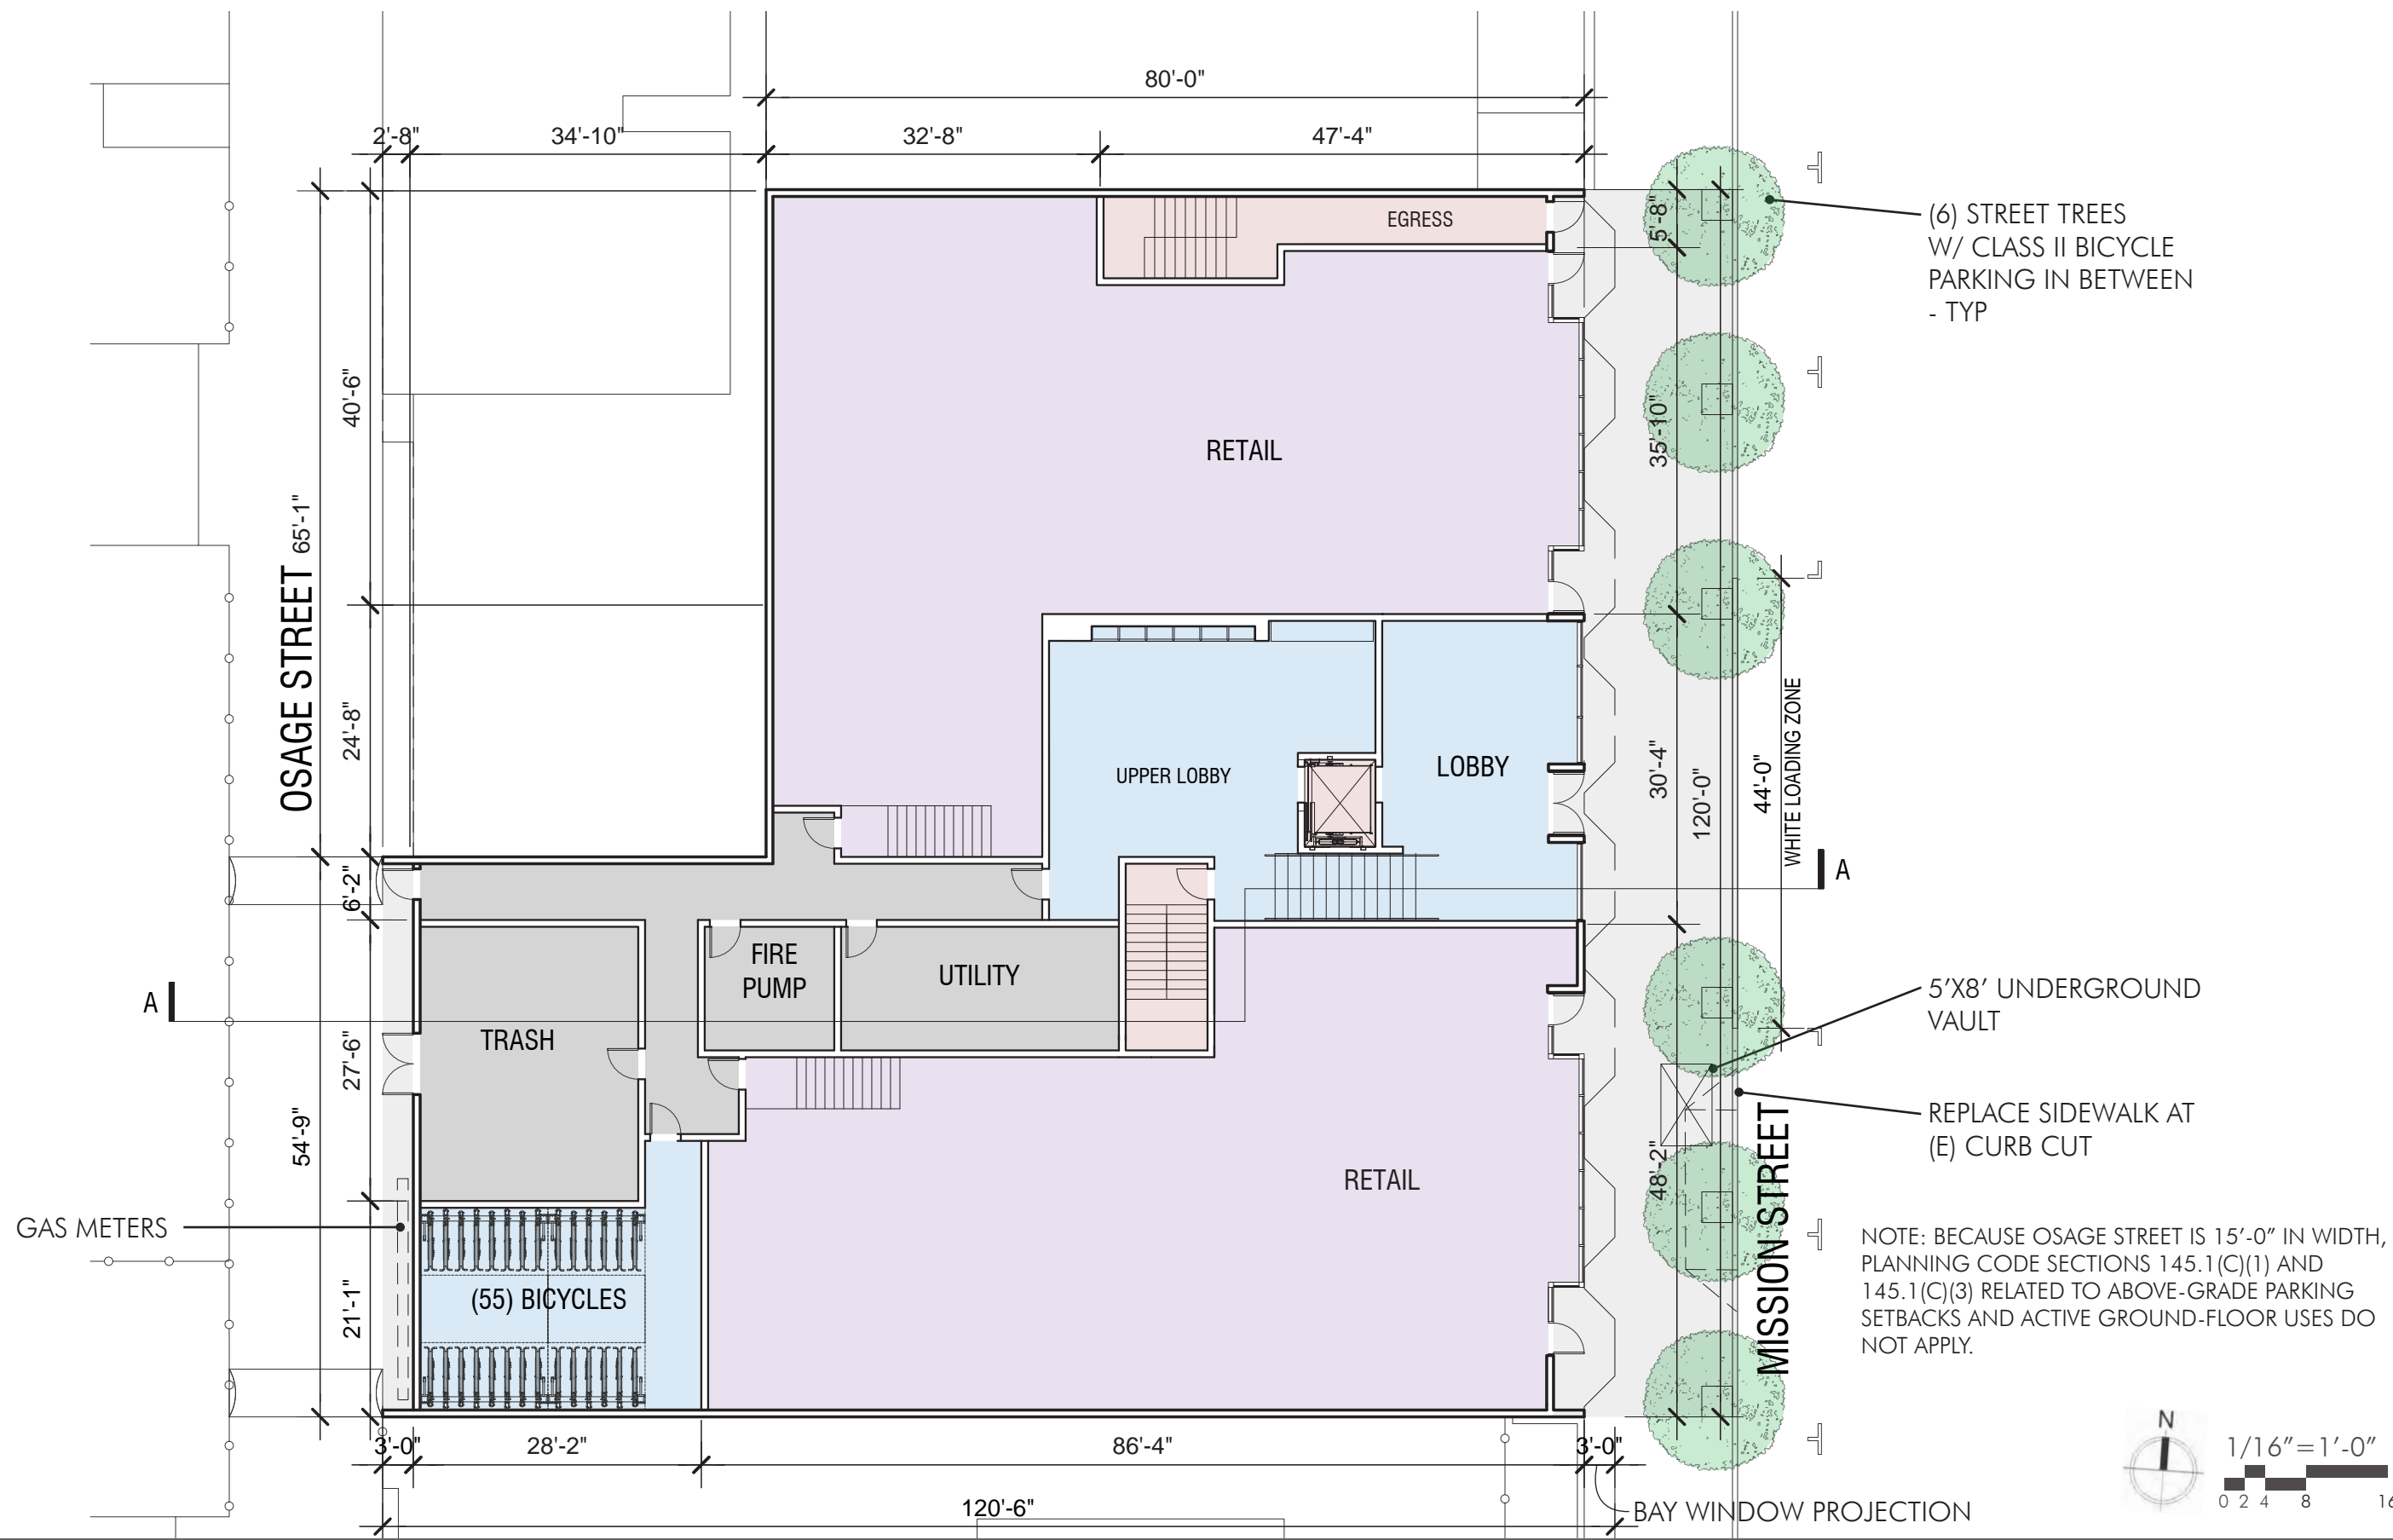 80'-0"
2'-8"
34'-10"
32'-8"
47'-4"
EGRESS
5'-8"
(6) STREET TREES
W/ CLASS II BICYCLE
PARKING IN BETWEEN
- TYP
40'-6"
35'-10"
RETAIL
OSAGE STREET
65'-1"
24'-8"
UPPER LOBBY
LOBBY
30'-4"
120'-0"
44'-0"
WHITE LOADING ZONE
A
6'-2"
FIRE
PUMP
UTILITY
A
TRASH
5'X8' UNDERGROUND
VAULT
27'-6"
54'-9"
REPLACE SIDEWALK AT
(E) CURB CUT
RETAIL
48'-2"
MISSION STREET
GAS METERS
(55) BICYCLES
21'-1"
NOTE: BECAUSE OSAGE STREET IS 15'-0" IN WIDTH,
PLANNING CODE SECTIONS 145.1(C)(1) AND
145.1(C)(3) RELATED TO ABOVE-GRADE PARKING
SETBACKS AND ACTIVE GROUND-FLOOR USES DO
NOT APPLY.
3'-0"
28'-2"
86'-4"
3'-0"
120'-6"
BAY WINDOW PROJECTION
N
1/16"=1'-0"
0 2 4 8 16